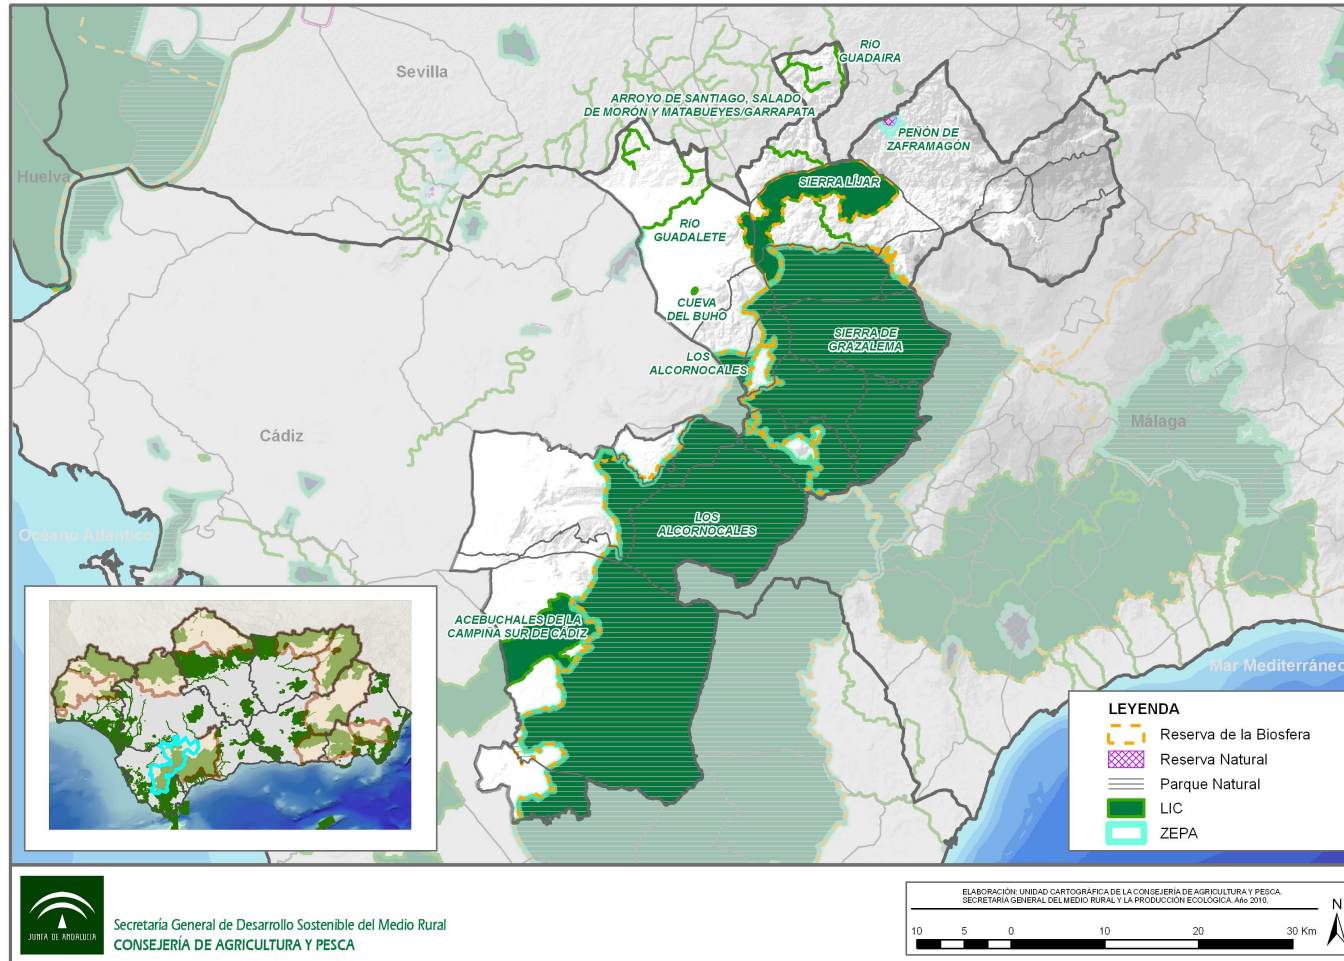 Sevilla
RÍO
GUADAIRA
ARROYO DE SANTIAGO, SALADO
DE MORÓN Y MATABUEYES/GARRAPATA
PEÑÓN DE
ZAFRAMAGÓN
Huelva
SIERRA LÍJAR
RÍO
GUADALETE
CUEVA
DEL BUHO
SIERRA DE
GRAZALEMA
LOS
ALCORNOCALES
Cádiz
Málaga
LOS
ALCORNOCALES
Océano Atlántico
ACEBUCHALES DE LA
CAMPIÑA SUR DE CÁDIZ
Mar Mediterráneo
LEYENDA
Reserva de la Biosfera
Reserva Natural
Parque Natural
LIC
ZEPA
JUNTA DE ANDALUCIA
Secretaría General de Desarrollo Sostenible del Medio Rural
CONSEJERÍA DE AGRICULTURA Y PESCA
ELABORACIÓN: UNIDAD CARTOGRÁFICA DE LA CONSEJERÍA DE AGRICULTURA Y PESCA.
SECRETARÍA GENERAL DEL MEDIO RURAL Y LA PRODUCCIÓN ECOLÓGICA. Año 2010.
10 5 0 10 20 30 Km
N